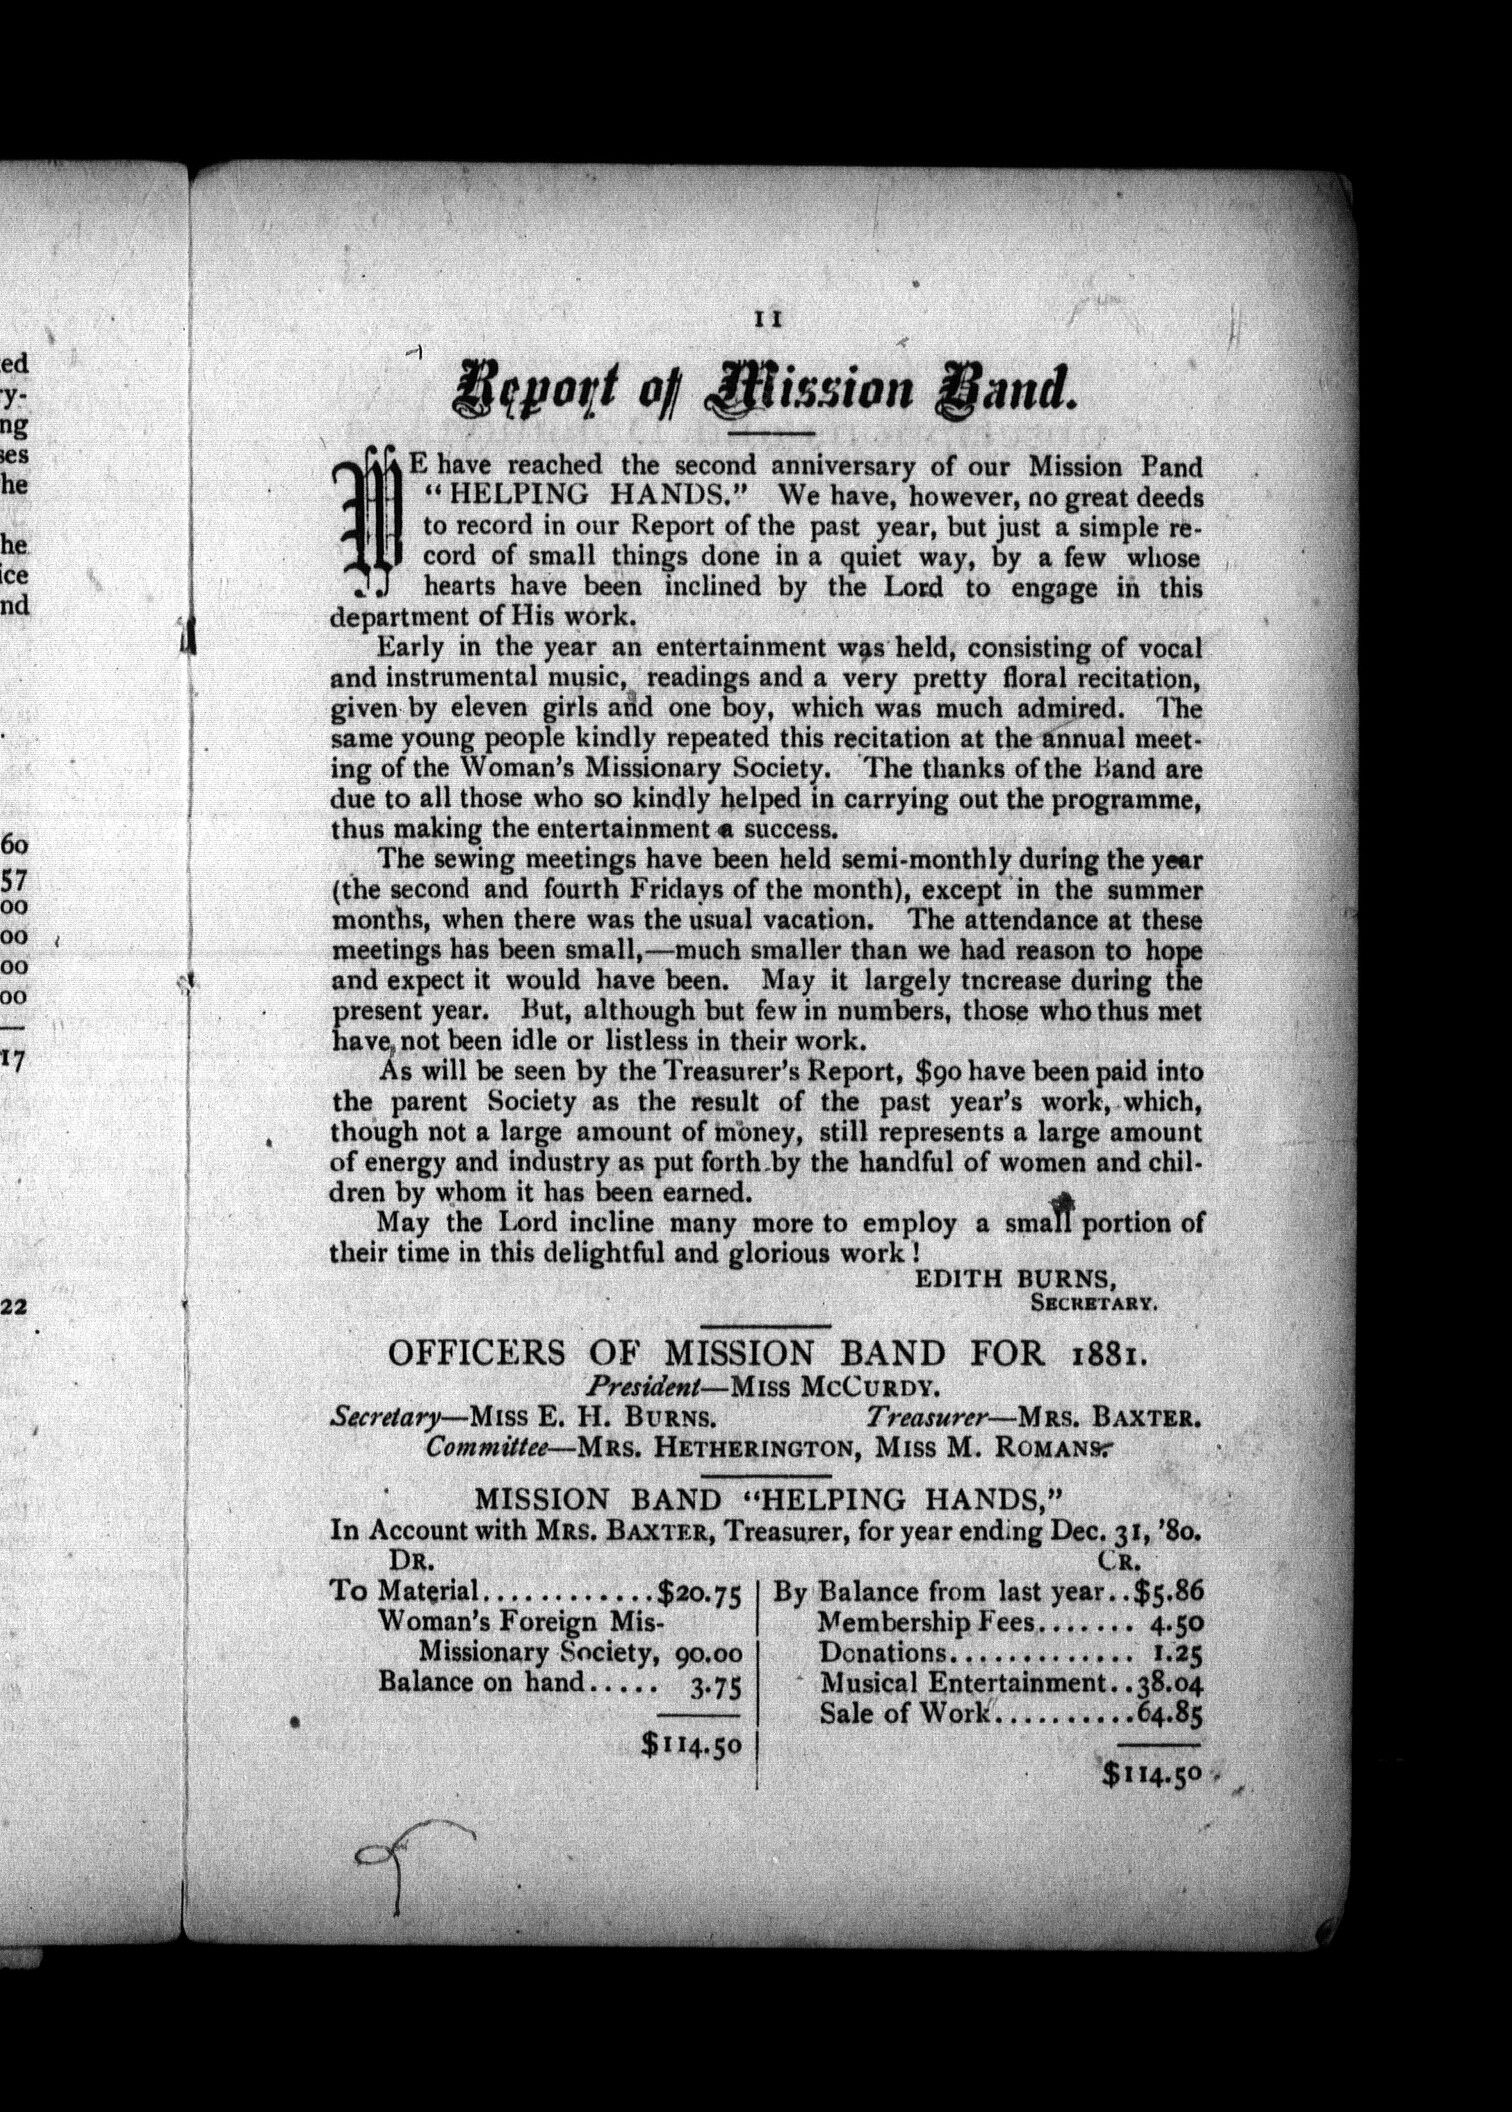 ed
ry-
ng
ses
he
he
ice
nd
60
57
00
00
00
00
17
22
11
Report of Mission Band.
WE have reached the second anniversary of our Mission Pand
“HELPING HANDS.” We have, however, no great deeds
to record in our Report of the past year, but just a simple re-
cord of small things done in a quiet way, by a few whose
hearts have been inclined by the Lord to engage in this
department of His work.
Early in the year an entertainment was held, consisting of vocal
and instrumental music, readings and a very pretty floral recitation,
given by eleven girls and one boy, which was much admired. The
same young people kindly repeated this recitation at the annual meet-
ing of the Woman's Missionary Society. The thanks of the Band are
due to all those who so kindly helped in carrying out the programme,
thus making the entertainment a success.
The sewing meetings have been held semi-monthly during the year
(the second and fourth Fridays of the month), except in the summer
months, when there was the usual vacation. The attendance at these
meetings has been small,—much smaller than we had reason to hope
and expect it would have been. May it largely tncrease during the
present year. But, although but few in numbers, those who thus met
have not been idle or listless in their work.
As will be seen by the Treasurer's Report, $90 have been paid into
the parent Society as the result of the past year's work, which,
though not a large amount of money, still represents a large amount
of energy and industry as put forth by the handful of women and chil-
dren by whom it has been earned.
May the Lord incline many more to employ a small portion of
their time in this delightful and glorious work!
EDITH BURNS,
SECRETARY.
OFFICERS OF MISSION BAND FOR 1881.
President—MISS MCCURDY.
Secretary—MISS E. H. BURNS. Treasurer—MRS. BAXTER.
Committee—MRS. HETHERINGTON, MISS M. ROMANS.
MISSION BAND “HELPING HANDS,”
In Account with MRS. BAXTER, Treasurer, for year ending Dec. 31, '80.
DR. CR.
To Material............$20.75
Woman's Foreign Mis-
Missionary Society, 90.00
Balance on hand..... 3.75
$114.50
By Balance from last year..$5.86
Membership Fees....... 4.50
Donations............. 1.25
Musical Entertainment..38.04
Sale of Work..........64.85
$114.50